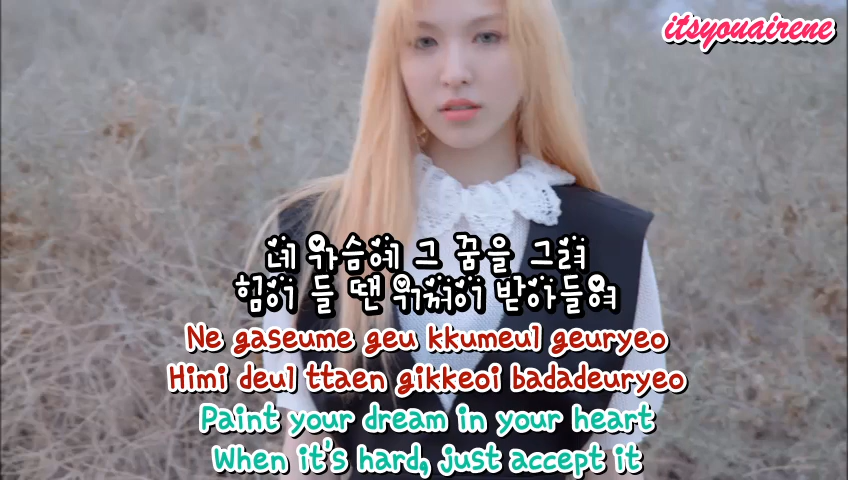 itsyouairene
네 가슴에 그 꿈을 그려
힘이 들 땐 기꺼이 받아들여
Ne gaseume geu kkumeul geuryeo
Himi deul ttaen gikkeoi badadeuryeo
Paint your dream in your heart
When it's hard, just accept it